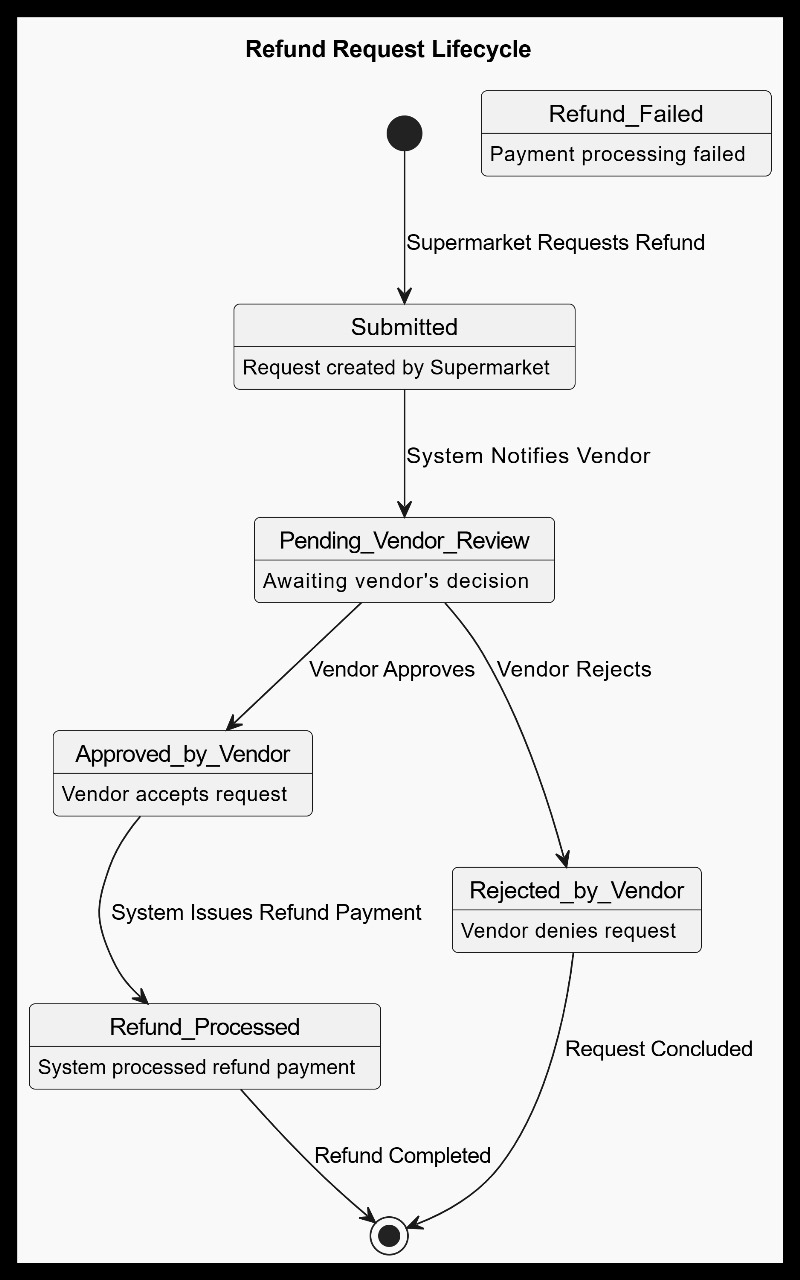 Refund Request Lifecycle
Refund_Failed
Payment processing failed
Supermarket Requests Refund
Submitted
Request created by Supermarket
System Notifies Vendor
Pending_Vendor_Review
Awaiting vendor's decision
Vendor Approves
Vendor Rejects
Approved_by_Vendor
Vendor accepts request
Rejected_by_Vendor
Vendor denies request
System Issues Refund Payment
Refund_Processed
System processed refund payment
Request Concluded
Refund Completed